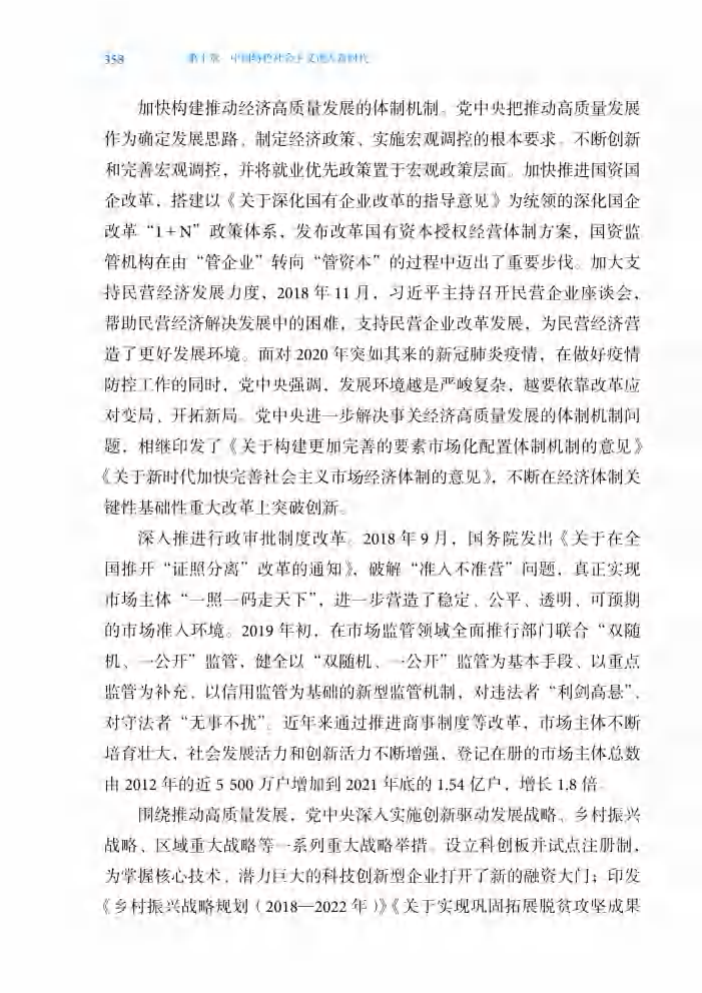 358 第十章 中国特色社会主义进入新时代
加快构建推动经济高质量发展的体制机制。党中央把推动高质量发展
作为确定发展思路、制定经济政策、实施宏观调控的根本要求。不断创新
和完善宏观调控，并将就业优先政策置于宏观政策层面。加快推进国资国
企改革，搭建以《关于深化国有企业改革的指导意见》为统领的深化国企
改革“1+N”政策体系，发布改革国有资本授权经营体制方案，国资监
管机构在由“管企业”转向“管资本”的过程中迈出了重要步伐。加大支
持民营经济发展力度，2018 年 11 月，习近平主持召开民营企业座谈会，
帮助民营经济解决发展中的困难，支持民营企业改革发展，为民营经济营
造了更好发展环境。面对 2020 年突如其来的新冠肺炎疫情，在做好疫情
防控工作的同时，党中央强调，发展环境越是严峻复杂，越要依靠改革应
对变局、开拓新局。党中央进一步解决事关经济高质量发展的体制机制问
题，相继印发了《关于构建更加完善的要素市场化配置体制机制的意见》
《关于新时代加快完善社会主义市场经济体制的意见》，不断在经济体制关
键性基础性重大改革上突破创新。
深入推进行政审批制度改革。2018 年 9 月，国务院发出《关于在全
国推开“证照分离”改革的通知》，破解“准入不准营”问题，真正实现
市场主体“一照一码走天下”，进一步营造了稳定、公平、透明、可预期
的市场准入环境。2019 年初，在市场监管领域全面推行部门联合“双随
机、一公开”监管，健全以“双随机、一公开”监管为基本手段、以重点
监管为补充、以信用监管为基础的新型监管机制，对违法者“利剑高悬”、
对守法者“无事不扰”。近年来通过推进商事制度等改革，市场主体不断
培育壮大，社会发展活力和创新活力不断增强，登记在册的市场主体总数
由 2012 年的近 5 500 万户增加到 2021 年底的 1.54 亿户，增长 1.8 倍。
围绕推动高质量发展，党中央深入实施创新驱动发展战略、乡村振兴
战略、区域重大战略等一系列重大战略举措。设立科创板并试点注册制，
为掌握核心技术、潜力巨大的科技创新型企业打开了新的融资大门；印发
《乡村振兴战略规划（2018—2022 年）》《关于实现巩固拓展脱贫攻坚成果